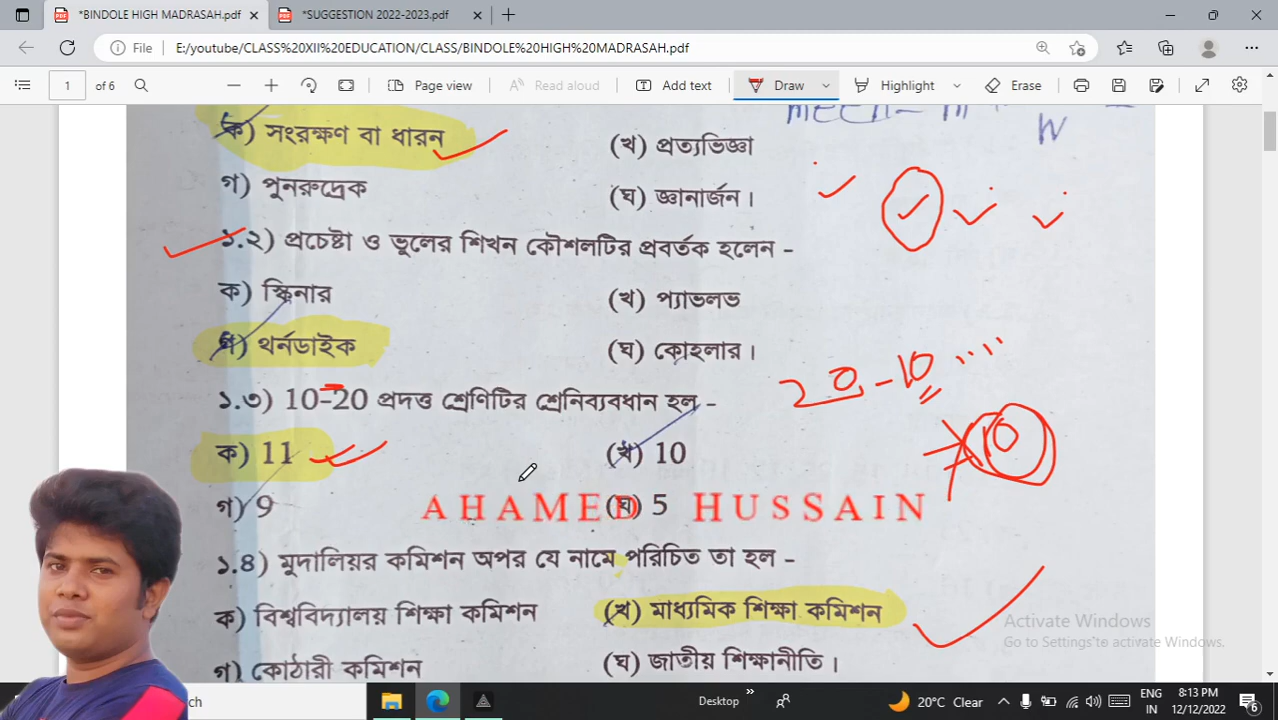 *BINDOLE HIGH MADRASAH.pdf
*SUGGESTION 2022-2023.pdf
File
E:/youtube/CLASS%20XII%20EDUCATION/CLASS/BINDOLE%20HIGH%20MADRASAH.pdf
1 of 6
Page view
Read aloud
Add text
Draw
Highlight
Erase
ক) সংরক্ষণ বা ধারন (খ) প্রত্যভিজ্ঞা
গ) পুনরুদ্রেক (ঘ) জ্ঞানার্জন ।
১.২) প্রচেষ্টা ও ভুলের শিখন কৌশলটির প্রবর্তক হলেন -
ক) স্কিনার (খ) প্যাভলভ
গ) থর্নডাইক (ঘ) কোহলার ।
20-10 ....
১.৩) 10-20 প্রদত্ত শ্রেণিটির শ্রেনিব্যবধান হল -
10
ক) 11 (খ) 10
গ) 9 (ঘ) 5
AHAMED HUSSAIN
১.৪) মুদালিয়র কমিশন অপর যে নামে পরিচিত তা হল -
ক) বিশ্ববিদ্যালয় শিক্ষা কমিশন (খ) মাধ্যমিক শিক্ষা কমিশন
গ) কোঠারী কমিশন (ঘ) জাতীয় শিক্ষানীতি ।
Activate Windows
Go to Settings to activate Windows.
rch
Desktop
20°C Clear
ENG
IN
8:13 PM
12/12/2022
6